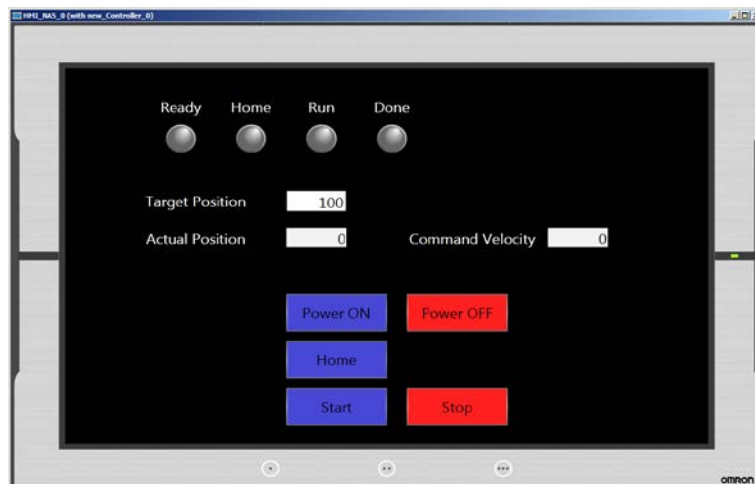 HMI_NA5_0 (with new_Controller_0)
Ready Home Run Done
Target Position 100
Actual Position 0 Command Velocity 0
Power ON Power OFF
Home
Start Stop
OMRON